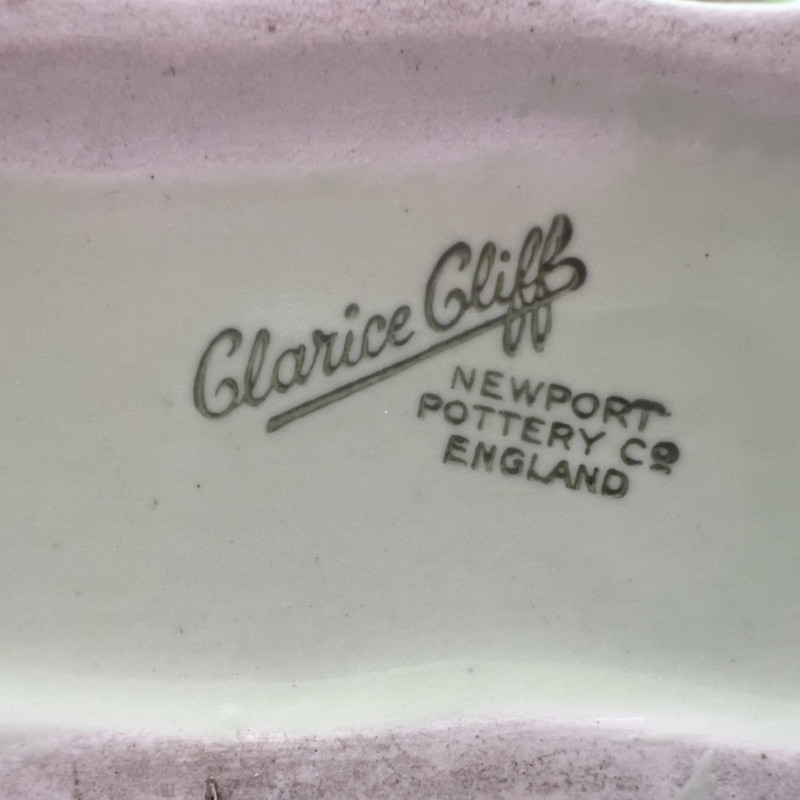 Clarice Cliff
NEWPORT
POTTERY Cº
ENGLAND